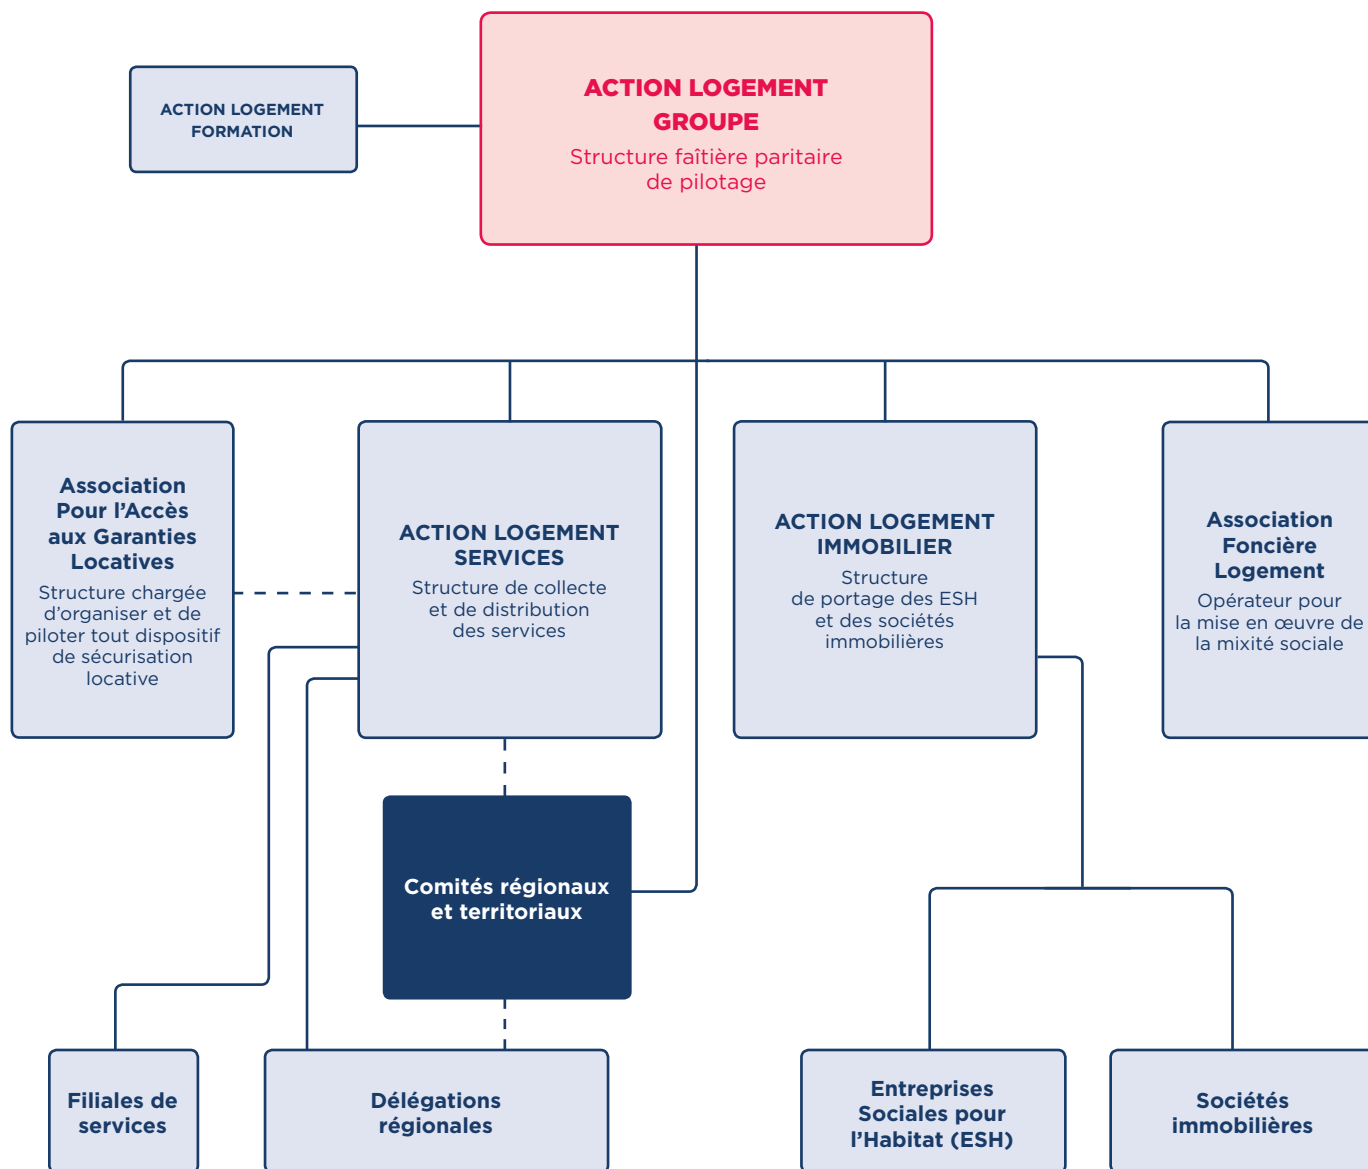 ACTION LOGEMENT
GROUPE
Structure faîtière paritaire
de pilotage
ACTION LOGEMENT
FORMATION
Association
Pour l’Accès
aux Garanties
Locatives
Structure chargée
d’organiser et de
piloter tout dispositif
de sécurisation
locative
ACTION LOGEMENT
SERVICES
Structure de collecte
et de distribution
des services
ACTION LOGEMENT
IMMOBILIER
Structure
de portage des ESH
et des sociétés
immobilières
Association
Foncière
Logement
Opérateur pour
la mise en œuvre de
la mixité sociale
Comités régionaux
et territoriaux
Filiales de
services
Délégations
régionales
Entreprises
Sociales pour
l’Habitat (ESH)
Sociétés
immobilières